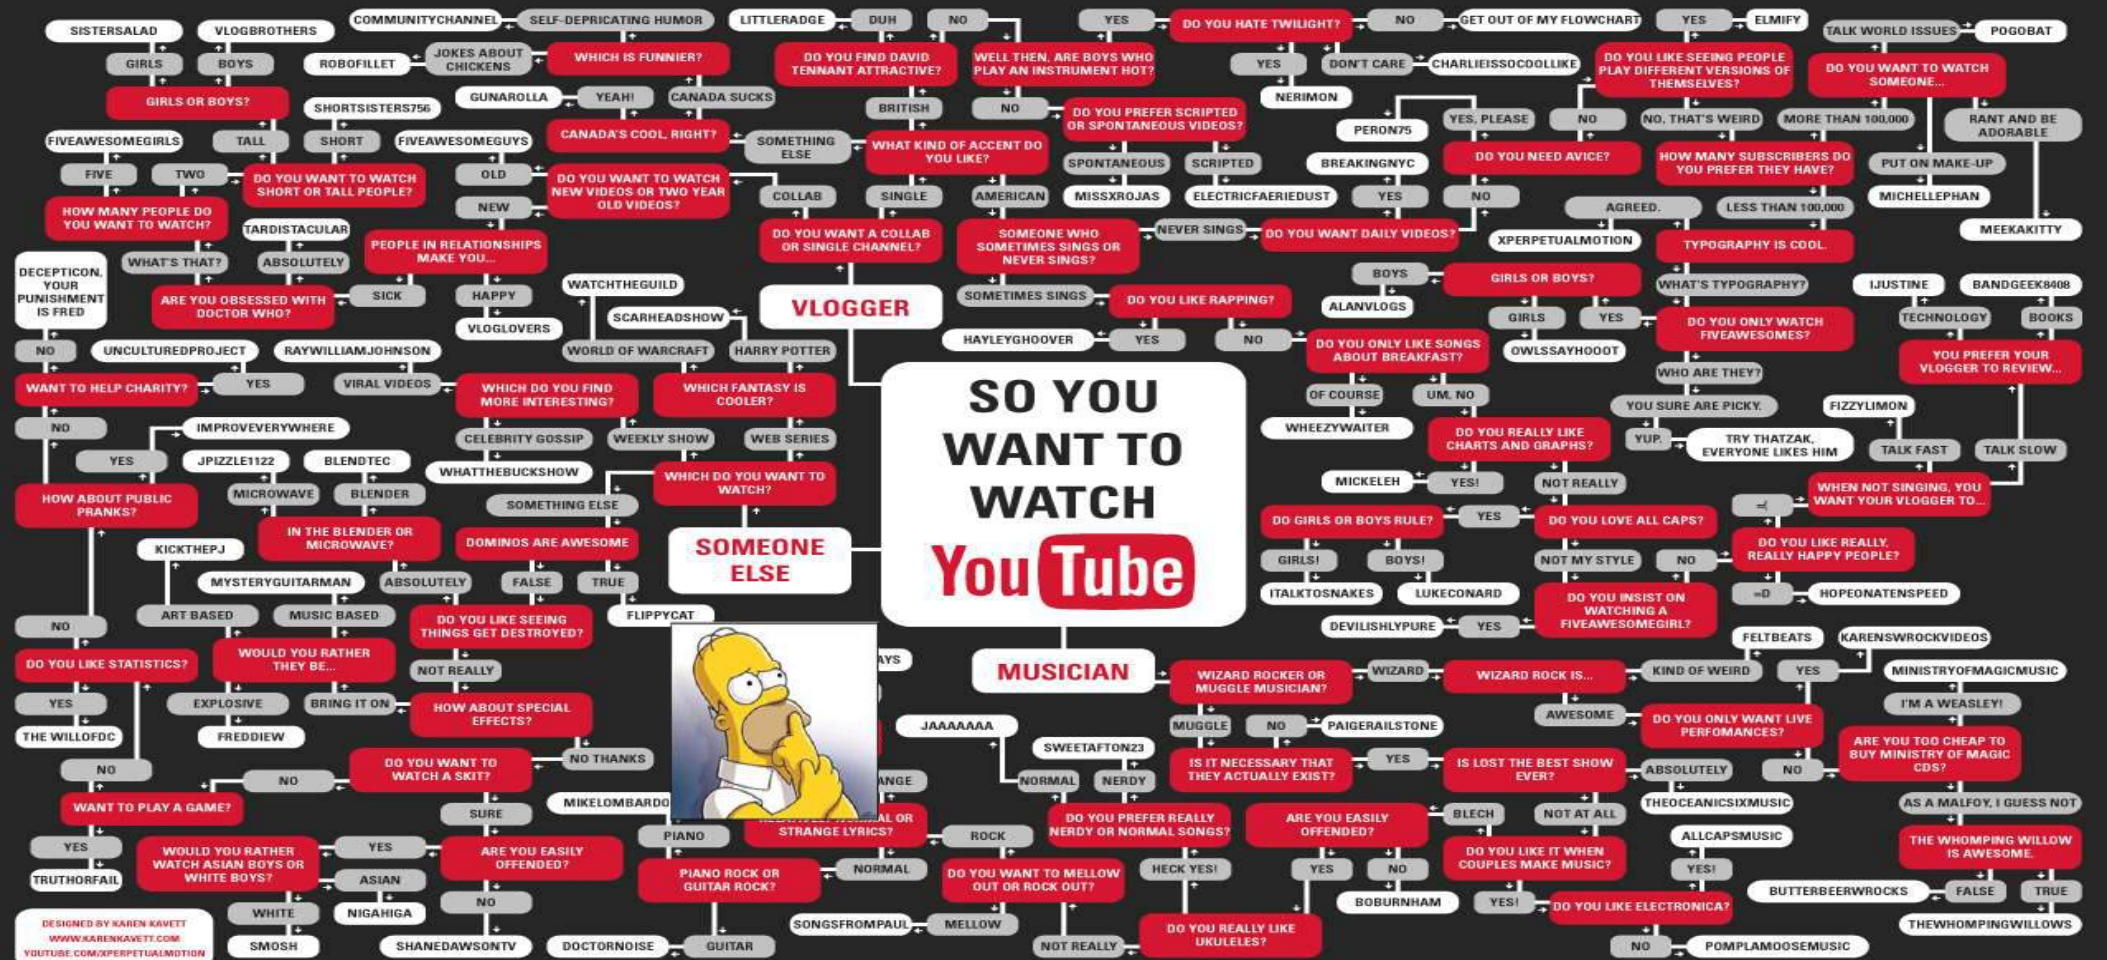 SO YOU
WANT TO
WATCH
YouTube
VLOGGER
SOMEONE
ELSE
MUSICIAN
SISTERSALAD
VLOGBROTHERS
GIRLS
BOYS
GIRLS OR BOYS?
COMMUNITYCHANNEL
SELF-DEPRICATING HUMOR
ROBOFILLET
JOKES ABOUT
CHICKENS
WHICH IS FUNNIER?
SHORTSISTERS756
GUNAROLLA
YEAH!
CANADA SUCKS
FIVEAWESOMEGIRLS
TALL
SHORT
FIVEAWESOMEGUYS
CANADA'S COOL, RIGHT?
SOMETHING
ELSE
FIVE
TWO
DO YOU WANT TO WATCH
SHORT OR TALL PEOPLE?
OLD
DO YOU WANT TO WATCH
NEW VIDEOS OR TWO YEAR
OLD VIDEOS?
COLLAB
NEW
HOW MANY PEOPLE DO
YOU WANT TO WATCH?
TARDISTACULAR
PEOPLE IN RELATIONSHIPS
MAKE YOU...
DO YOU WANT A COLLAB
OR SINGLE CHANNEL?
DECEPTICON,
YOUR
PUNISHMENT
IS FRED
WHAT'S THAT?
ABSOLUTELY
ARE YOU OBSESSED WITH
DOCTOR WHO?
SICK
HAPPY
VLOGLOVERS
WATCHTHEGUILD
SCARHEADSHOW
NO
UNCULTUREDPROJECT
RAYWILLIAMJOHNSON
WORLD OF WARCRAFT
HARRY POTTER
WANT TO HELP CHARITY?
YES
VIRAL VIDEOS
WHICH DO YOU FIND
MORE INTERESTING?
WHICH FANTASY IS
COOLER?
NO
IMPROVEVERYWHERE
CELEBRITY GOSSIP
WEEKLY SHOW
WEB SERIES
YES
JPIZZLE1122
BLENDTEC
WHATTHEBUCKSHOW
WHICH DO YOU WANT TO
WATCH?
HOW ABOUT PUBLIC
PRANKS?
MICROWAVE
BLENDER
SOMETHING ELSE
IN THE BLENDER OR
MICROWAVE?
DOMINOS ARE AWESOME
KICKTHEPJ
MYSTERYGUITARMAN
ABSOLUTELY
FALSE
TRUE
ART BASED
MUSIC BASED
DO YOU LIKE SEEING
THINGS GET DESTROYED?
FLIPPYCAT
NO
DO YOU LIKE STATISTICS?
WOULD YOU RATHER
THEY BE...
NOT REALLY
YES
EXPLOSIVE
BRING IT ON
HOW ABOUT SPECIAL
EFFECTS?
THE WILLOFDC
FREDDIEW
NO THANKS
NO
NO
DO YOU WANT TO
WATCH A SKIT?
WANT TO PLAY A GAME?
SURE
MIKELOMBARDO
YES
WOULD YOU RATHER
WATCH ASIAN BOYS OR
WHITE BOYS?
YES
ARE YOU EASILY
OFFENDED?
TRUTHORFAIL
ASIAN
WHITE
NIGAHIGA
NO
SMOSH
SHANEDAWSONTV
DESIGNED BY KAREN KAVETT
WWW.KARENKAVETT.COM
YOUTUBE.COM/XPERPETUALMOTION
LITTLERADGE
DUH
NO
DO YOU FIND DAVID
TENNANT ATTRACTIVE?
WELL THEN, ARE BOYS WHO
PLAY AN INSTRUMENT HOT?
YES
DO YOU HATE TWILIGHT?
NO
GET OUT OF MY FLOWCHART
YES
DON'T CARE
CHARLIEISSOCOOLLIKE
NERIMON
BRITISH
NO
DO YOU PREFER SCRIPTED
OR SPONTANEOUS VIDEOS?
WHAT KIND OF ACCENT DO
YOU LIKE?
SPONTANEOUS
SCRIPTED
SINGLE
AMERICAN
MISSXROJAS
ELECTRICFAERIEDUST
SOMEONE WHO
SOMETIMES SINGS OR
NEVER SINGS?
NEVER SINGS
DO YOU WANT DAILY VIDEOS?
YES
BREAKINGNYC
NO
DO YOU NEED AVICE?
PERON75
YES, PLEASE
NO
YES
ELMIFY
DO YOU LIKE SEEING PEOPLE
PLAY DIFFERENT VERSIONS OF
THEMSELVES?
NO, THAT'S WEIRD
MORE THAN 100,000
HOW MANY SUBSCRIBERS DO
YOU PREFER THEY HAVE?
TALK WORLD ISSUES
POGOBAT
DO YOU WANT TO WATCH
SOMEONE...
RANT AND BE
ADORABLE
PUT ON MAKE-UP
MICHELLEPHAN
MEEKAKITTY
AGREED.
LESS THAN 100,000
XPERPETUALMOTION
TYPOGRAPHY IS COOL.
SOMETIMES SINGS
DO YOU LIKE RAPPING?
BOYS
GIRLS OR BOYS?
WHAT'S TYPOGRAPHY?
IJUSTINE
BANDGEEK8408
ALANVLOGS
HAYLEYGHOOVER
YES
NO
GIRLS
YES
DO YOU ONLY WATCH
FIVEAWESOMES?
TECHNOLOGY
BOOKS
DO YOU ONLY LIKE SONGS
ABOUT BREAKFAST?
OWLSSAYHOOOT
YOU PREFER YOUR
VLOGGER TO REVIEW...
WHO ARE THEY?
OF COURSE
UM, NO
YOU SURE ARE PICKY.
FIZZYLIMON
WHEEZYWAITER
DO YOU REALLY LIKE
CHARTS AND GRAPHS?
YUP.
TRY THATZAK,
EVERYONE LIKES HIM
TALK FAST
TALK SLOW
MICKELEH
YES!
NOT REALLY
WHEN NOT SINGING, YOU
WANT YOUR VLOGGER TO...
=(
DO GIRLS OR BOYS RULE?
YES
DO YOU LOVE ALL CAPS?
DO YOU LIKE REALLY,
REALLY HAPPY PEOPLE?
GIRLS!
BOYS!
NOT MY STYLE
NO
ITALKTOSNAKES
LUKECONARD
DO YOU INSIST ON
WATCHING A
FIVEAWESOMEGIRL?
=D
HOPEONATENSPEED
DEVILISHLYPURE
YES
FELTBEATS
KARENSWROCKVIDEOS
WIZARD ROCKER OR
MUGGLE MUSICIAN?
WIZARD
WIZARD ROCK IS...
KIND OF WEIRD
YES
MINISTRYOFMAGICMUSIC
I'M A WEASLEY!
AWESOME
DO YOU ONLY WANT LIVE
PERFOMANCES?
MUGGLE
NO
PAIGERAILSTONE
ARE YOU TOO CHEAP TO
BUY MINISTRY OF MAGIC
CDS?
JAAAAAAA
SWEETAFTON23
IS IT NECESSARY THAT
THEY ACTUALLY EXIST?
YES
IS LOST THE BEST SHOW
EVER?
ABSOLUTELY
NO
NORMAL
NERDY
THEOCEANICSIXMUSIC
AS A MALFOY, I GUESS NOT
AYS
ANGE
AL OR
STRANGE LYRICS?
ROCK
DO YOU PREFER REALLY
NERDY OR NORMAL SONGS?
ARE YOU EASILY
OFFENDED?
BLECH
NOT AT ALL
ALLCAPSMUSIC
THE WHOMPING WILLOW
IS AWESOME.
PIANO
DO YOU LIKE IT WHEN
COUPLES MAKE MUSIC?
PIANO ROCK OR
GUITAR ROCK?
NORMAL
DO YOU WANT TO MELLOW
OUT OR ROCK OUT?
HECK YES!
YES
NO
YES!
BUTTERBEERWROCKS
FALSE
TRUE
BOBURNHAM
YES!
DO YOU LIKE ELECTRONICA?
SONGSFROMPAUL
MELLOW
THEWHOMPINGWILLOWS
DOCTORNOISE
GUITAR
NOT REALLY
DO YOU REALLY LIKE
UKULELES?
NO
POMPLAMOOSEMUSIC